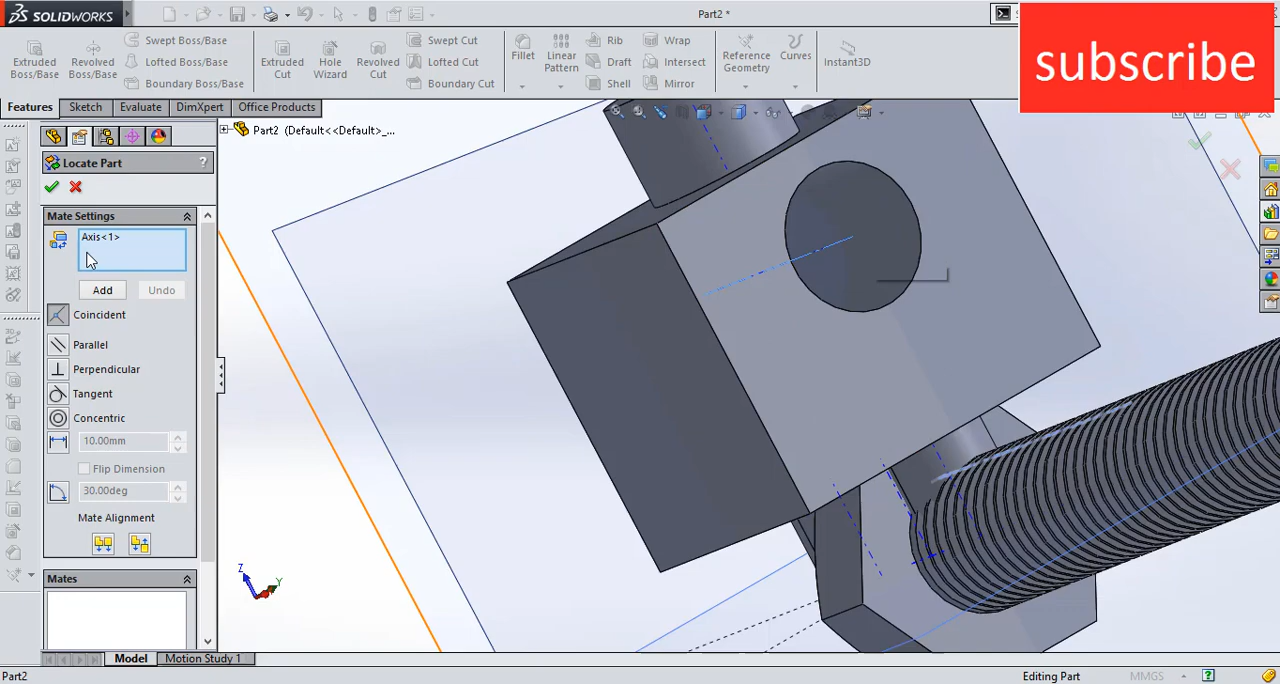 SOLIDWORKS
Part2 *
subscribe
Extruded Boss/Base
Revolved Boss/Base
Swept Boss/Base
Lofted Boss/Base
Boundary Boss/Base
Extruded Cut
Hole Wizard
Revolved Cut
Swept Cut
Lofted Cut
Boundary Cut
Fillet
Linear Pattern
Rib
Draft
Shell
Wrap
Intersect
Mirror
Reference Geometry
Curves
Instant3D
Features
Sketch
Evaluate
DimXpert
Office Products
Part2 (Default<<Default>_...
Locate Part
?
Mate Settings
Axis<1>
Add
Undo
Coincident
Parallel
Perpendicular
Tangent
Concentric
10.00mm
Flip Dimension
30.00deg
Mate Alignment
Mates
Z
Y
Model
Motion Study 1
Part2
Editing Part
MMGS
?